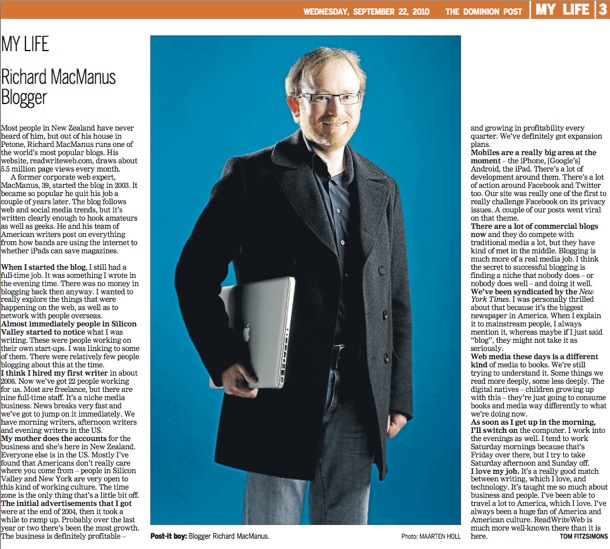 WEDNESDAY, SEPTEMBER 22, 2010 THE DOMINION POST MY LIFE 3
MY LIFE
Richard MacManus
Blogger
Most people in New Zealand have never
heard of him, but out of his house in
Petone, Richard MacManus runs one of
the world's most popular blogs. His
website, readwriteweb.com, draws about
5.5 million page views every month.
A former corporate web expert,
MacManus, 39, started the blog in 2003. It
became so popular he quit his job a
couple of years later. The blog follows
web and social media trends, but it's
written clearly enough to hook amateurs
as well as geeks. He and his team of
American writers post on everything
from how bands are using the internet to
whether iPads can save magazines.
When I started the blog, I still had a
full-time job. It was something I wrote in
the evening time. There was no money in
blogging back then anyway. I wanted to
really explore the things that were
happening on the web, as well as to
network with people overseas.
Almost immediately people in Silicon
Valley started to notice what I was
writing. These were people working on
their own start-ups. I was linking to some
of them. There were relatively few people
blogging about this at the time.
I think I hired my first writer in about
2006. Now we've got 22 people working
for us. Most are freelance, but there are
nine full-time staff. It's a niche media
business. News breaks very fast and
we've got to jump on it immediately. We
have morning writers, afternoon writers
and evening writers in the US.
My mother does the accounts for the
business and she's here in New Zealand.
Everyone else is in the US. Mostly I've
found that Americans don't really care
where you come from – people in Silicon
Valley and New York are very open to
this kind of working culture. The time
zone is the only thing that's a little bit off.
The initial advertisements that I got
were at the end of 2004, then it took a
while to ramp up. Probably over the last
year or two there's been the most growth.
The business is definitely profitable –
Post-it boy: Blogger Richard MacManus.
Photo: MAARTEN HOLL
and growing in profitability every
quarter. We've definitely got expansion
plans.
Mobiles are a really big area at the
moment – the iPhone, [Google's]
Android, the iPad. There's a lot of
development around them. There's a lot
of action around Facebook and Twitter
too. Our site was really one of the first to
really challenge Facebook on its privacy
issues. A couple of our posts went viral
on that theme.
There are a lot of commercial blogs
now and they do compete with
traditional media a lot, but they have
kind of met in the middle. Blogging is
much more of a real media job. I think
the secret to successful blogging is
finding a niche that nobody does – or
nobody does well – and doing it well.
We've been syndicated by the New
York Times. I was personally thrilled
about that because it's the biggest
newspaper in America. When I explain
it to mainstream people, I always
mention it, whereas maybe if I just said
"blog", they might not take it as
seriously.
Web media these days is a different
kind of media to books. We're still
trying to understand it. Some things we
read more deeply, some less deeply. The
digital natives – children growing up
with this – they're just going to consume
books and media way differently to what
we're doing now.
As soon as I get up in the morning,
I'll switch on the computer. I work into
the evenings as well. I tend to work
Saturday mornings because that's
Friday over there, but I try to take
Saturday afternoon and Sunday off.
I love my job. It's a really good match
between writing, which I love, and
technology. It's taught me so much about
business and people. I've been able to
travel a lot to America, which I love. I've
always been a huge fan of America and
American culture. ReadWriteWeb is
much more well-known there than it is
here. TOM FITZSIMONS